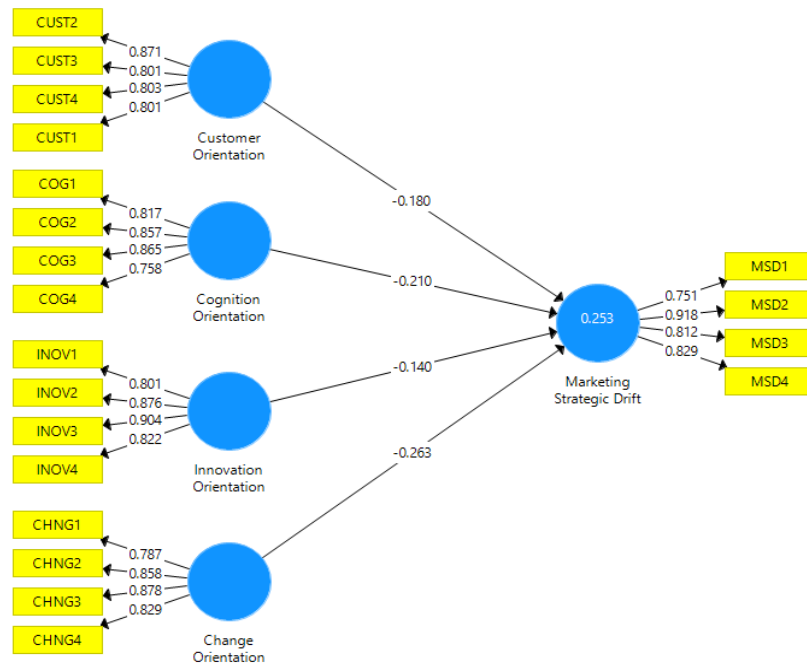 CUST2
0.871
CUST3
0.801
CUST4
0.803
CUST1
0.801
Customer
Orientation
-0.180
COG1
0.817
COG2
0.857
COG3
0.865
COG4
0.758
Cognition
Orientation
-0.210
INOV1
0.801
INOV2
0.876
INOV3
0.904
INOV4
0.822
Innovation
Orientation
-0.140
CHNG1
0.787
CHNG2
0.858
CHNG3
0.878
CHNG4
0.829
Change
Orientation
-0.263
0.253
Marketing
Strategic Drift
MSD1
0.751
MSD2
0.918
MSD3
0.812
MSD4
0.829